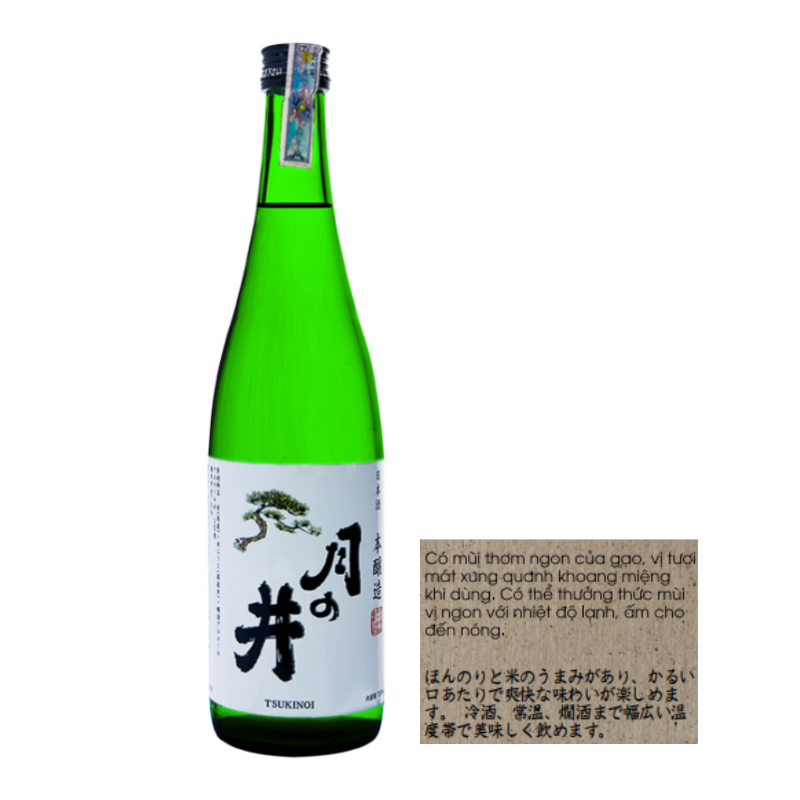 日本酒 本醸造
月の
井
TSUKINOI
Có mùi thơm ngon của gạo, vị tươi
mát xung quanh khoang miệng
khi dùng. Có thể thưởng thức mùi
vị ngon với nhiệt độ lạnh, ấm cho
đến nóng.
ほんのりと米のうまみがあり、かるい
口あたりで爽快な味わいが楽しめま
す。 冷酒、常温、燗酒まで幅広い温
度帯で美味しく飲めます。